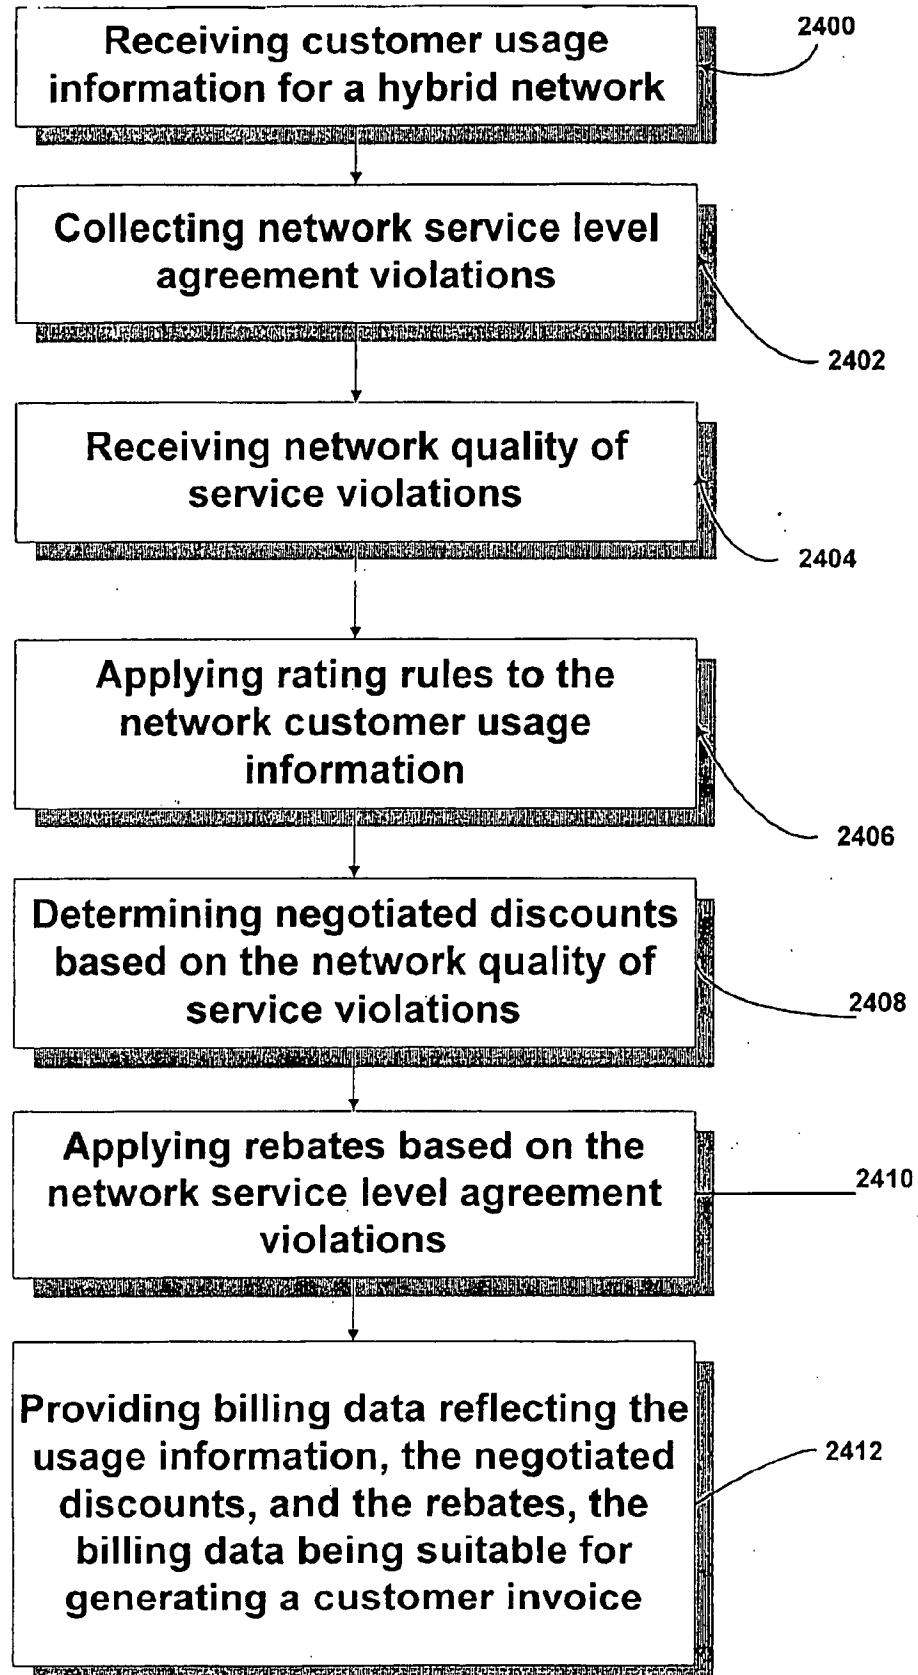 Receiving customer usage
information for a hybrid network
2400
Collecting network service level
agreement violations
2402
Receiving network quality of
service violations
2404
Applying rating rules to the
network customer usage
information
2406
Determining negotiated discounts
based on the network quality of
service violations
2408
Applying rebates based on the
network service level agreement
violations
2410
Providing billing data reflecting the
usage information, the negotiated
discounts, and the rebates, the
billing data being suitable for
generating a customer invoice
2412